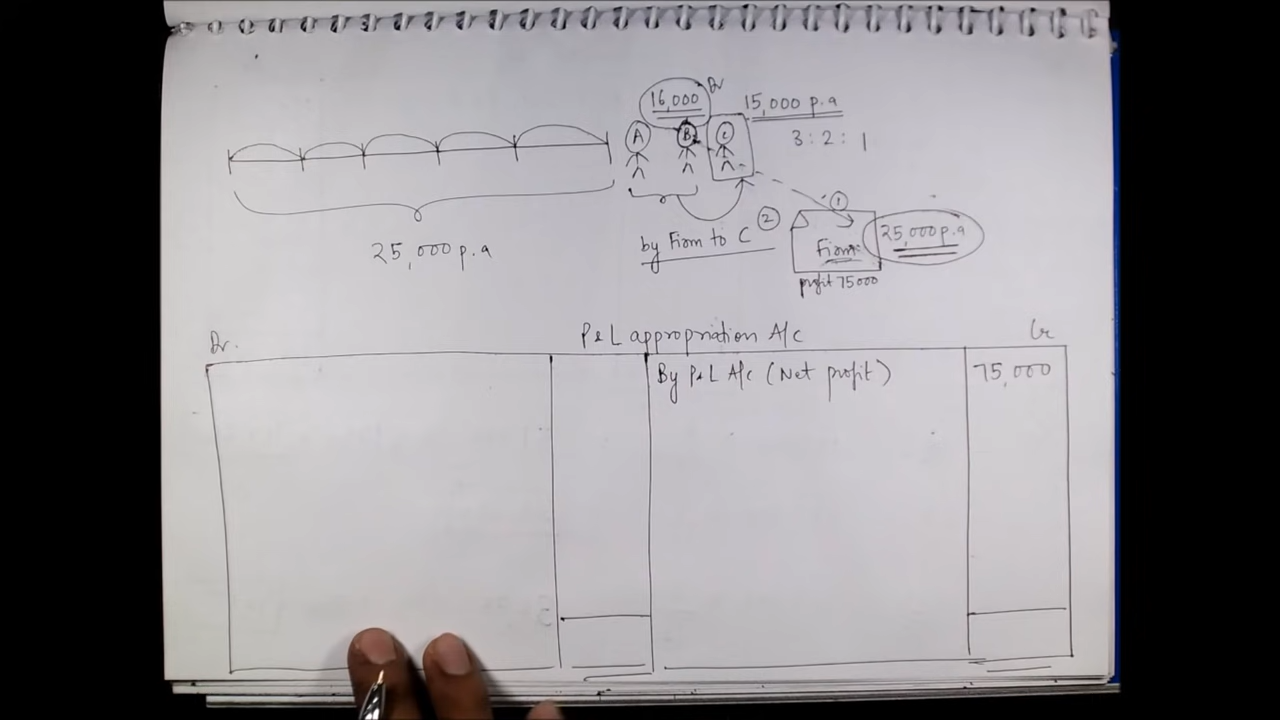 16,000 Dr
15,000 p.a
A B C
3 : 2 : 1
1
2
by Firm to C
Firm
25,000 p.a
25,000 p.a
profit 75000
Dr. P&L appropriation A/c Cr
By P&L A/c (Net profit) 75,000